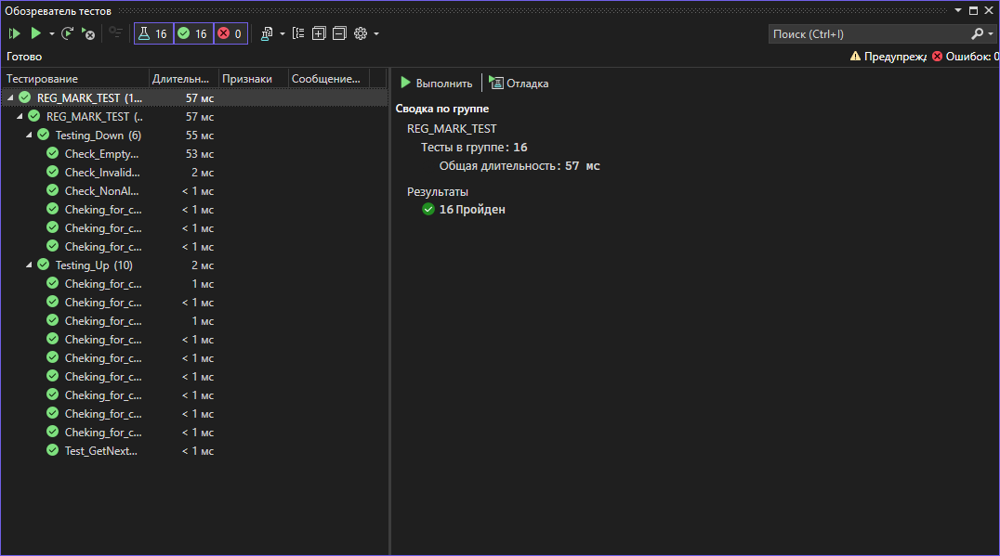 Обозреватель тестов
16 16 0
Поиск (Ctrl+I)
Готово
Предупрежд Ошибок: 0
Тестирование Длительн... Признаки Сообщение...
REG_MARK_TEST (1... 57 мс
REG_MARK_TEST (.. 57 мс
Testing_Down (6) 55 мс
Check_Empty... 53 мс
Check_Invalid... 2 мс
Check_NonAl... < 1 мс
Cheking_for_c... < 1 мс
Cheking_for_c... < 1 мс
Cheking_for_c... < 1 мс
Testing_Up (10) 2 мс
Cheking_for_c... 1 мс
Cheking_for_c... < 1 мс
Cheking_for_c... 1 мс
Cheking_for_c... < 1 мс
Cheking_for_c... < 1 мс
Cheking_for_c... < 1 мс
Cheking_for_c... < 1 мс
Cheking_for_c... < 1 мс
Cheking_for_c... < 1 мс
Test_GetNext... < 1 мс
Выполнить Отладка
Сводка по группе
REG_MARK_TEST
Тесты в группе: 16
Общая длительность: 57 мс
Результаты
16 Пройден